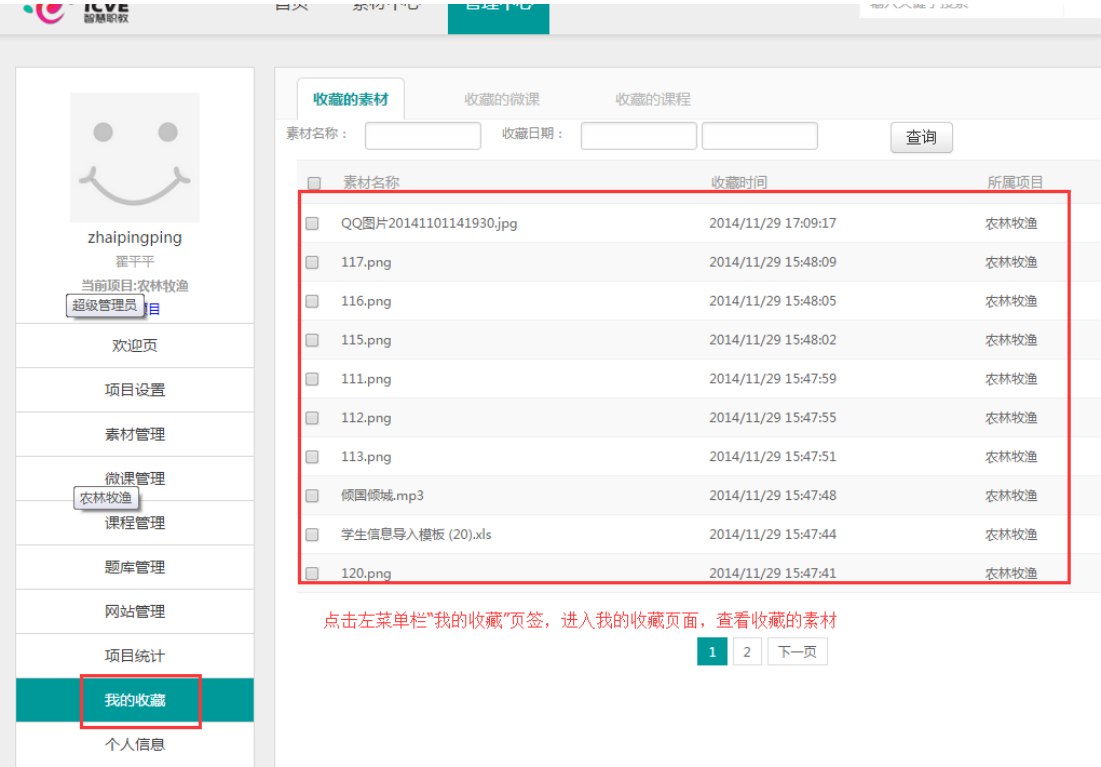 ICVE
智慧职教
首页 素材中心 管理中心
输入关键字搜索
收藏的素材 收藏的微课 收藏的课程
素材名称： 收藏日期： 查询
素材名称 收藏时间 所属项目
QQ图片20141101141930.jpg 2014/11/29 17:09:17 农林牧渔
117.png 2014/11/29 15:48:09 农林牧渔
116.png 2014/11/29 15:48:05 农林牧渔
115.png 2014/11/29 15:48:02 农林牧渔
111.png 2014/11/29 15:47:59 农林牧渔
112.png 2014/11/29 15:47:55 农林牧渔
113.png 2014/11/29 15:47:51 农林牧渔
倾国倾城.mp3 2014/11/29 15:47:48 农林牧渔
学生信息导入模板 (20).xls 2014/11/29 15:47:44 农林牧渔
120.png 2014/11/29 15:47:41 农林牧渔
点击左菜单栏"我的收藏"页签，进入我的收藏页面，查看收藏的素材
1 2 下一页
zhaipingping
翟平平
当前项目:农林牧渔
超级管理员 目
欢迎页
项目设置
素材管理
微课管理
农林牧渔
课程管理
题库管理
网站管理
项目统计
我的收藏
个人信息